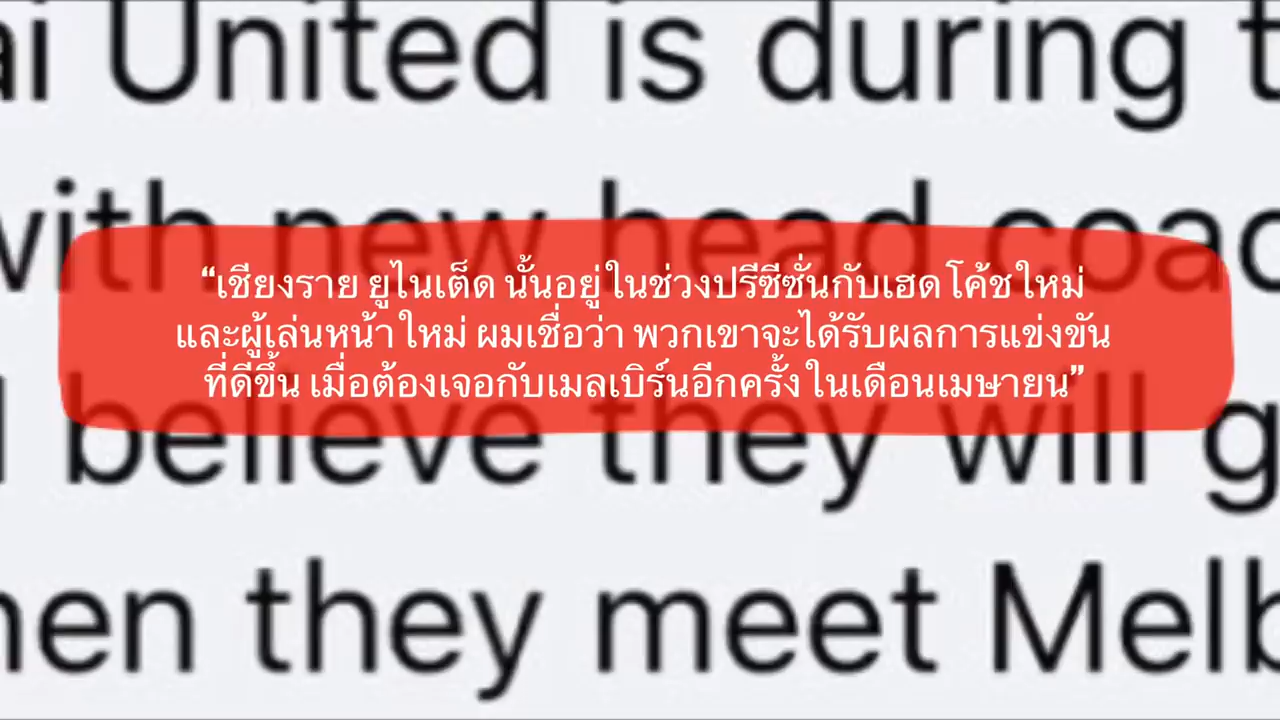 ai United is during t
with new head coac
“เชียงราย ยูไนเต็ด นั้นอยู่ในช่วงปรีซีซั่นกับเฮดโค้ชใหม่
และผู้เล่นหน้าใหม่ ผมเชื่อว่า พวกเขาจะได้รับผลการแข่งขัน
ที่ดีขึ้น เมื่อต้องเจอกับเมลเบิร์นอีกครั้งในเดือนเมษายน”
I believe they will g
hen they meet Melb